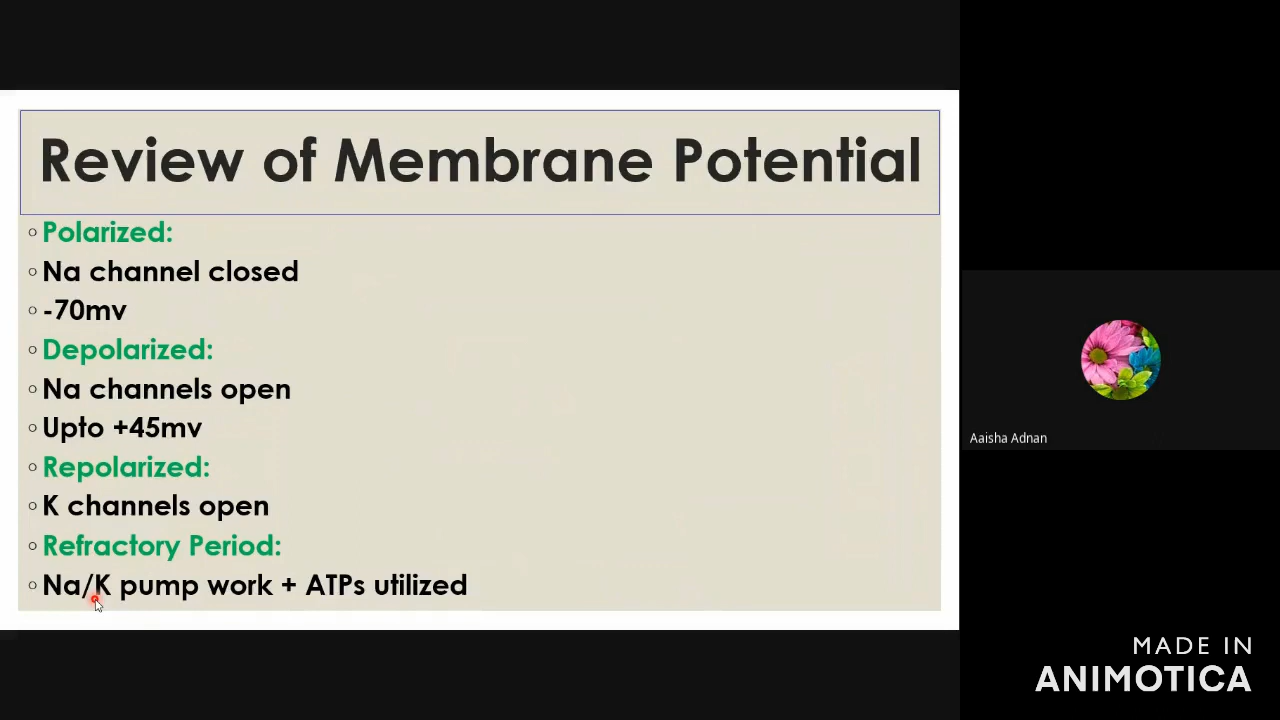 Review of Membrane Potential
Polarized:
Na channel closed
-70mv
Depolarized:
Na channels open
Upto +45mv
Repolarized:
K channels open
Refractory Period:
Na/K pump work + ATPs utilized
Aaisha Adnan
MADE IN
ANIMOTICA